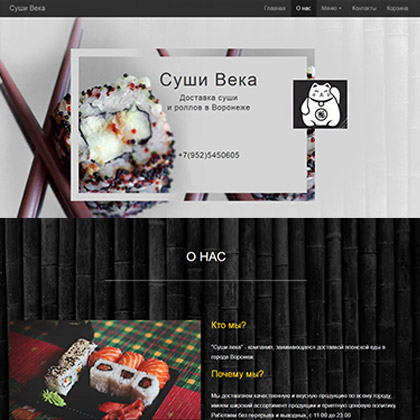 Суши Века
Главная О нас Меню Контакты Корзина
Суши Века
Доставка суши
и роллов в Воронеже
+7(952)5450605
О НАС
Кто мы?
"Суши века" - компания, занимающаяся доставкой японской еды в
городе Воронеж.
Почему мы?
Мы доставляем качественную и вкусную продукцию по всему городу,
имеем широкий ассортимент продукции и приятную ценовую политику.
Работаем без перерыва и выходных, с 11:00 до 23:00